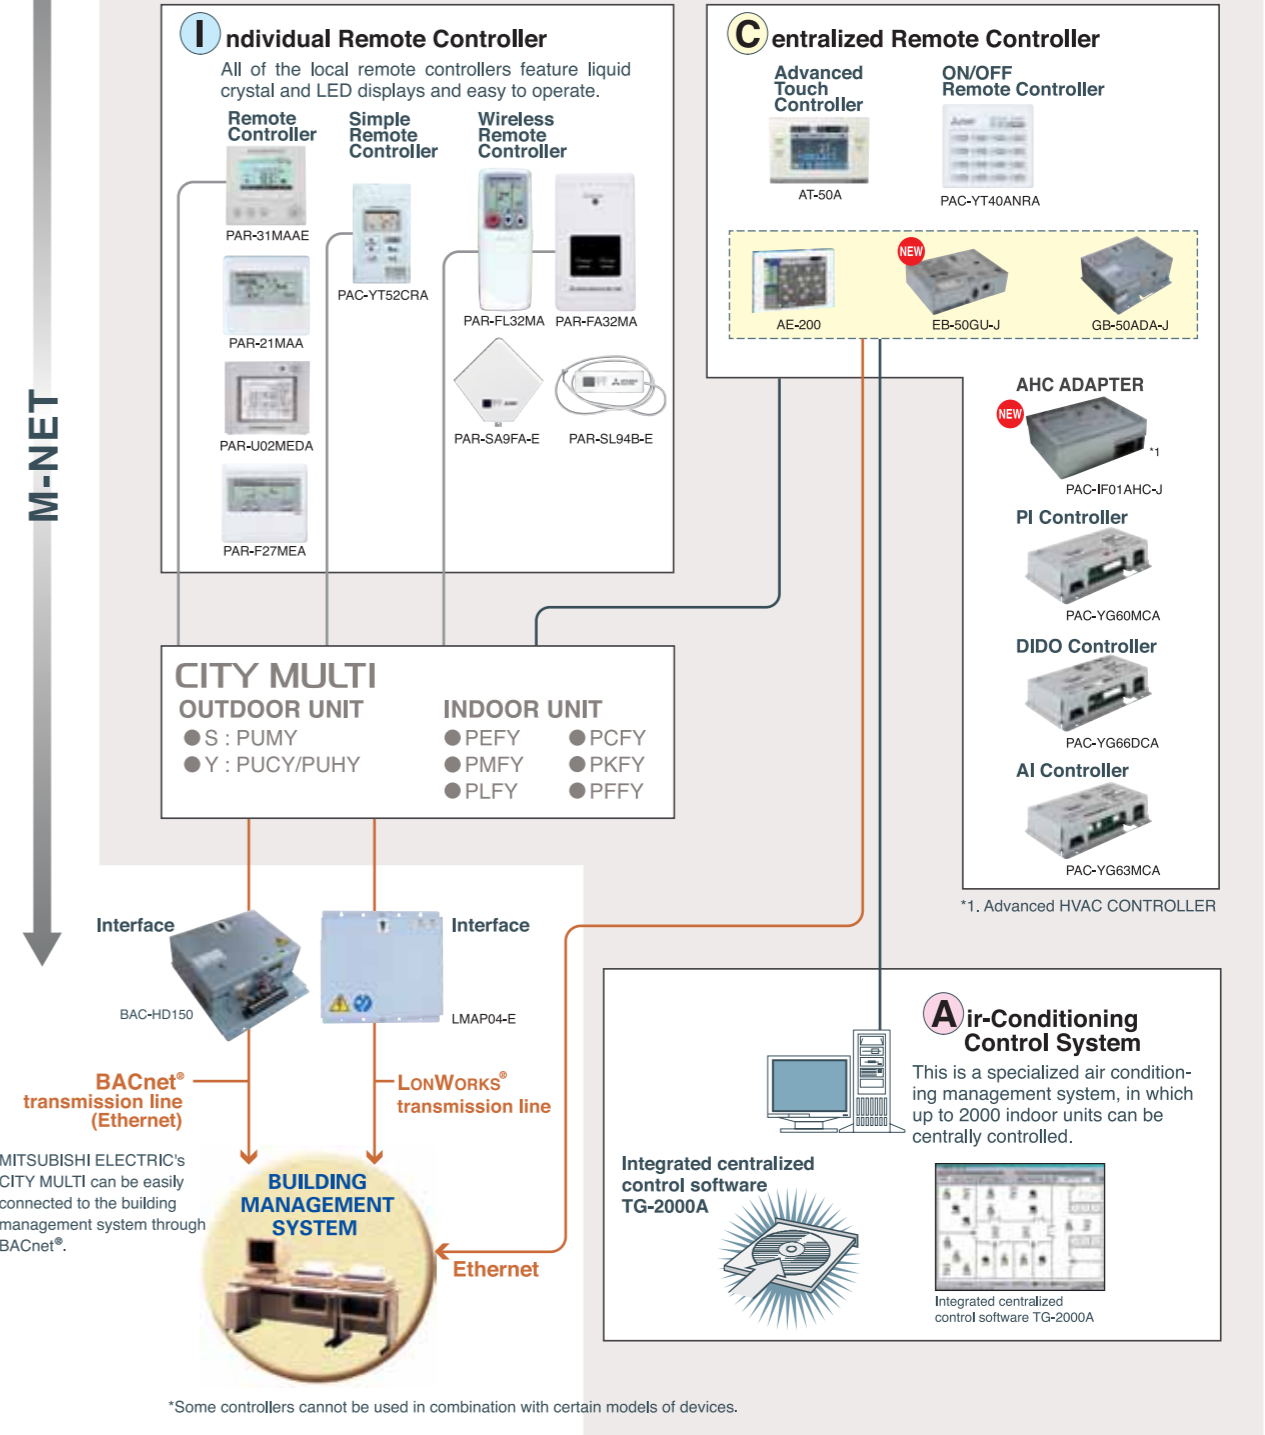 M-NET
Individual Remote Controller
All of the local remote controllers feature liquid
crystal and LED displays and easy to operate.
Remote
Controller
Simple
Remote
Controller
Wireless
Remote
Controller
PAR-31MAAE
PAC-YT52CRA
PAR-FL32MA
PAR-FA32MA
PAR-21MAA
PAR-U02MEDA
PAR-SA9FA-E
PAR-SL94B-E
PAR-F27MEA
Centralized Remote Controller
Advanced
Touch
Controller
ON/OFF
Remote Controller
AT-50A
PAC-YT40ANRA
NEW
AE-200
EB-50GU-J
GB-50ADA-J
AHC ADAPTER
NEW
*1
PAC-IF01AHC-J
PI Controller
PAC-YG60MCA
DIDO Controller
PAC-YG66DCA
AI Controller
PAC-YG63MCA
*1. Advanced HVAC CONTROLLER
CITY MULTI
OUTDOOR UNIT
●S : PUMY
●Y : PUCY/PUHY
INDOOR UNIT
●PEFY ●PCFY
●PMFY ●PKFY
●PLFY ●PFFY
Interface
BAC-HD150
Interface
LMAP04-E
BACnet®
transmission line
(Ethernet)
LONWORKS®
transmission line
MITSUBISHI ELECTRIC's
CITY MULTI can be easily
connected to the building
management system through
BACnet®.
BUILDING
MANAGEMENT
SYSTEM
Ethernet
Air-Conditioning
Control System
This is a specialized air condition-
ing management system, in which
up to 2000 indoor units can be
centrally controlled.
Integrated centralized
control software
TG-2000A
Integrated centralized
control software TG-2000A
*Some controllers cannot be used in combination with certain models of devices.